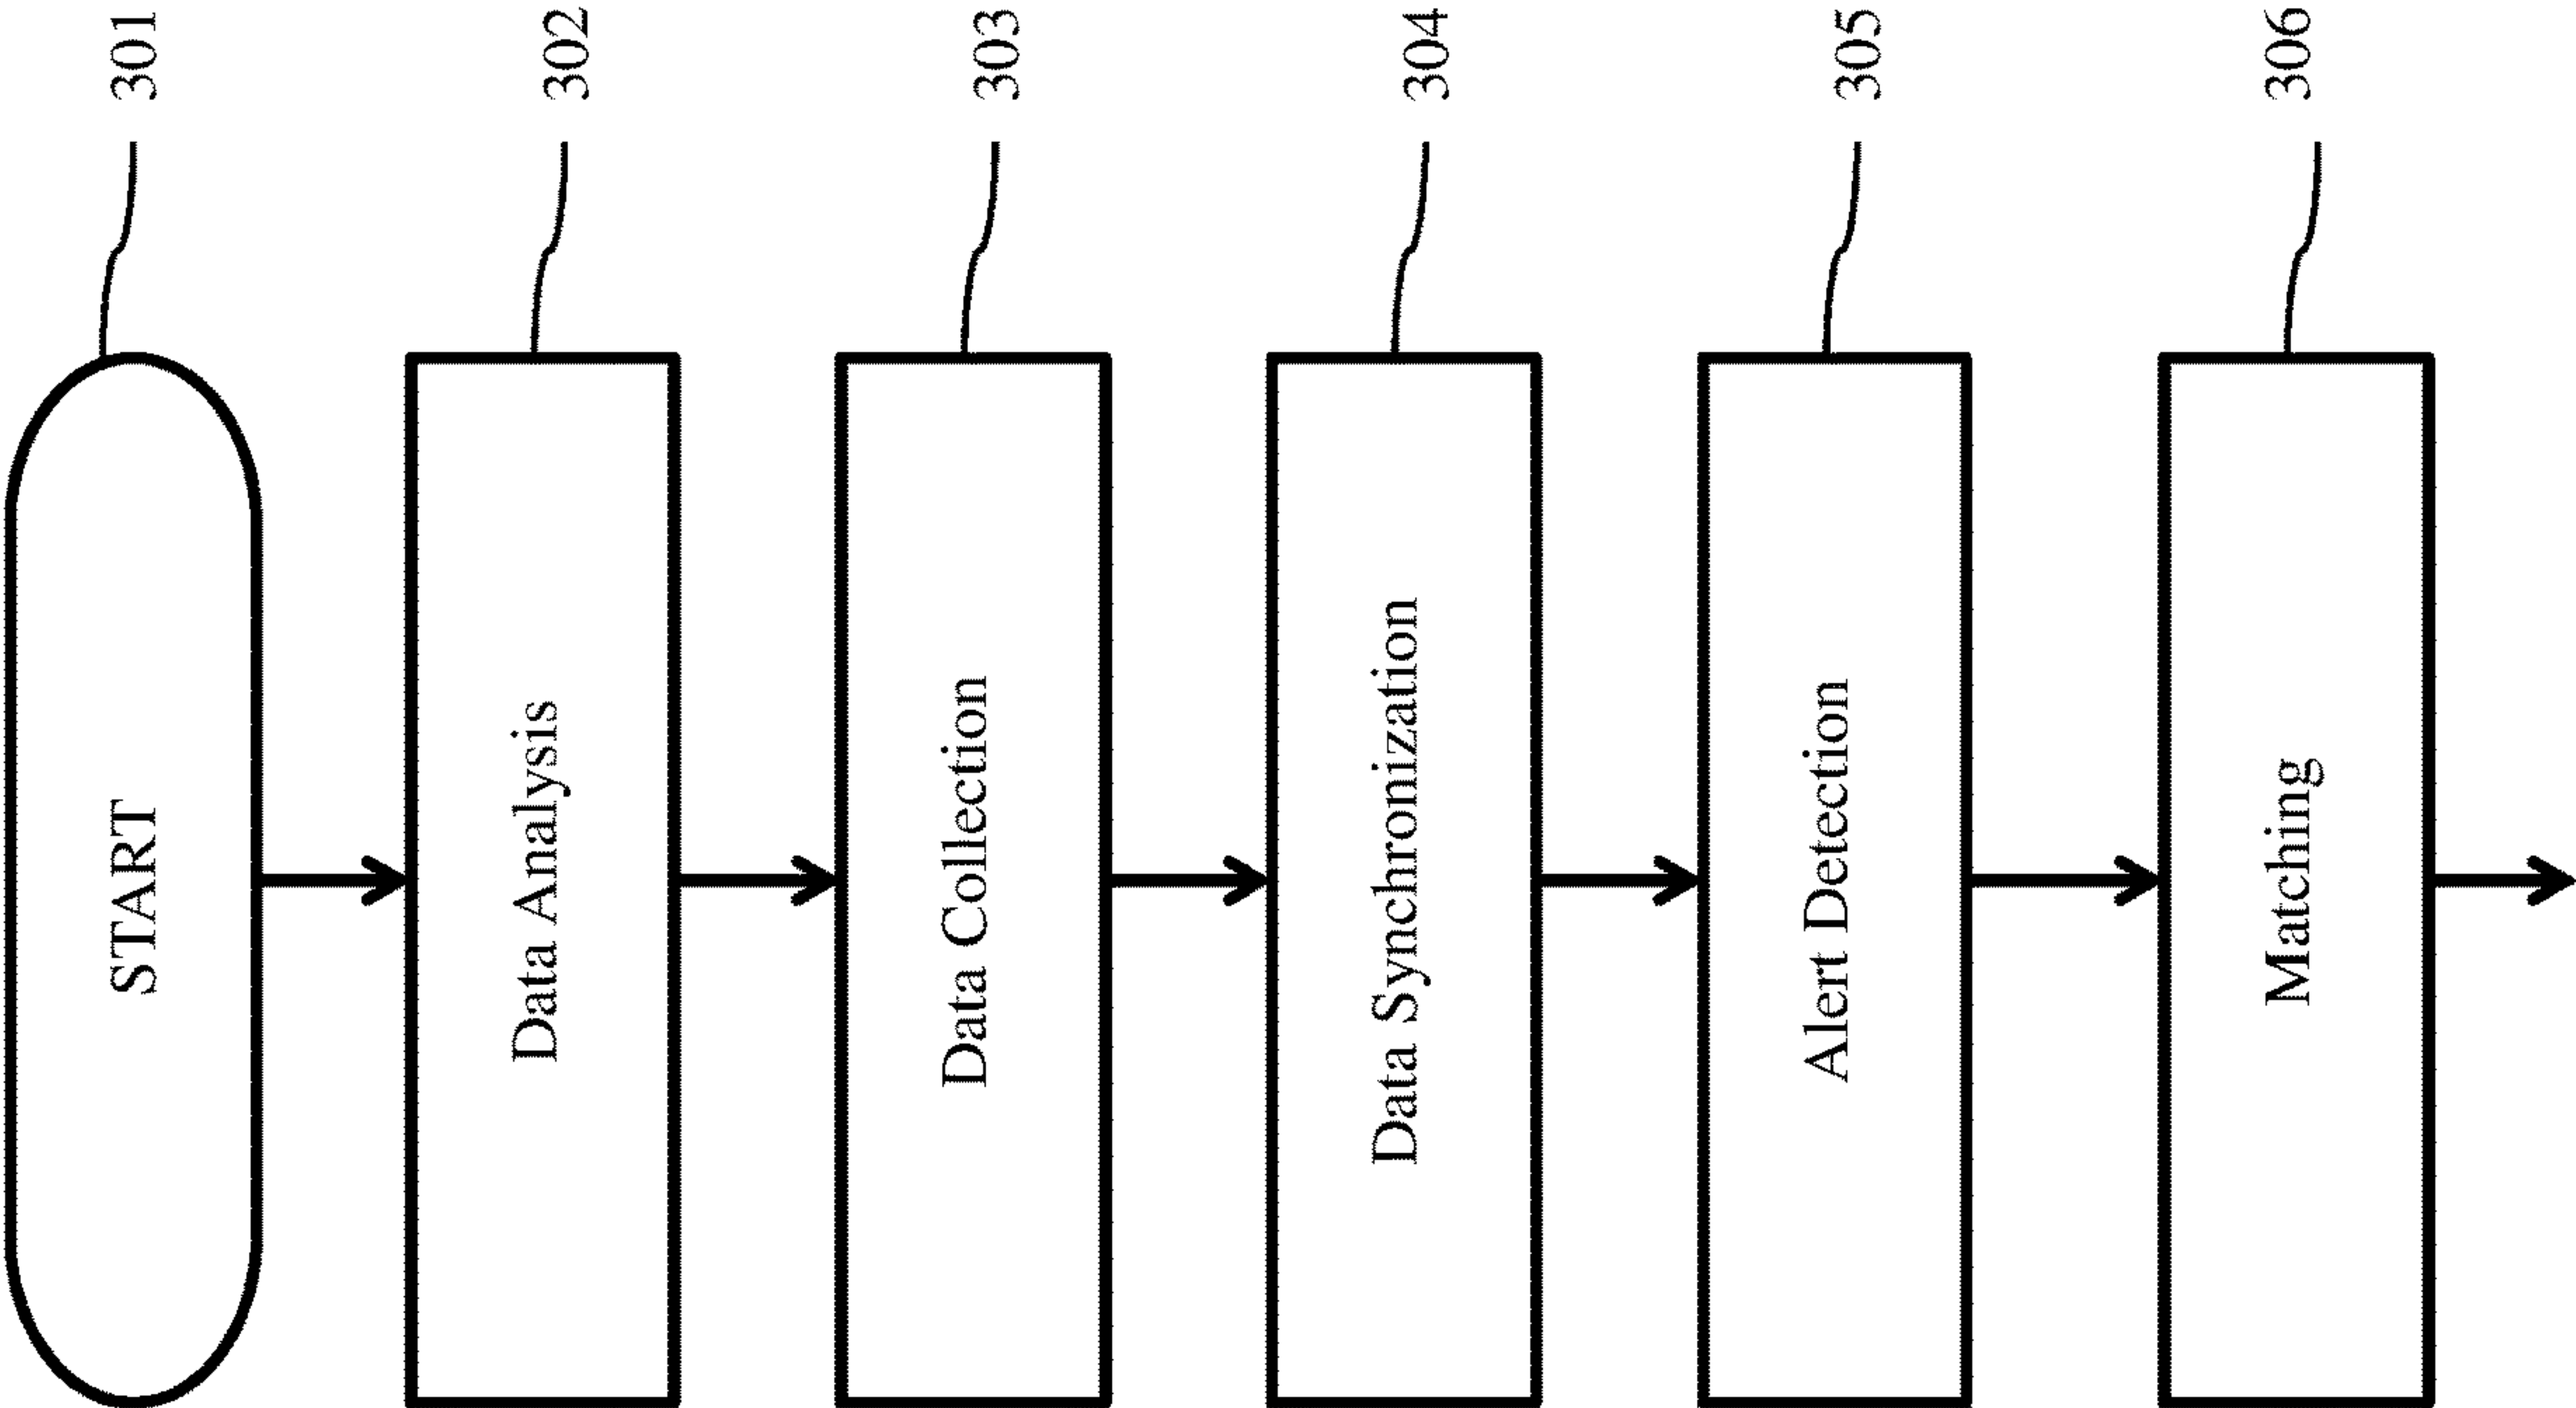 START
301
Data Analysis
302
Data Collection
303
Data Synchronization
304
Alert Detection
305
Matching
306